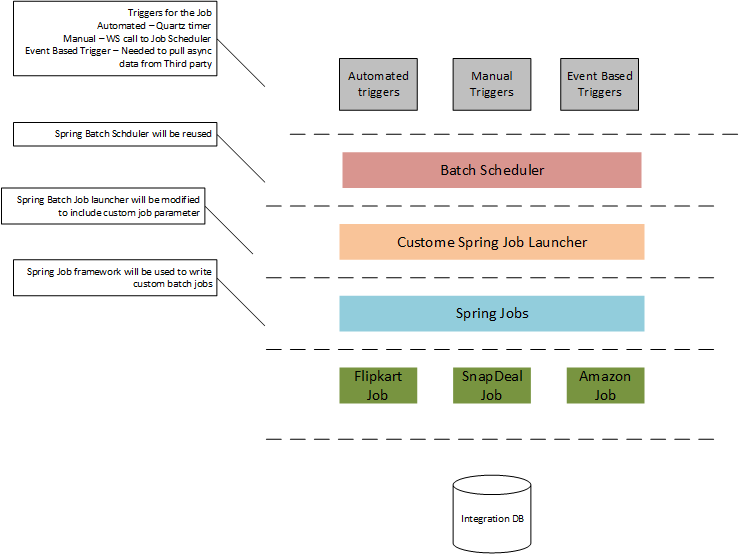 Triggers for the Job
Automated – Quartz timer
Manual – WS call to Job Scheduler
Event Based Trigger – Needed to pull async
data from Third party
Automated
triggers
Manual
Triggers
Event Based
Triggers
Spring Batch Schduler will be reused
Batch Scheduler
Spring Batch Job launcher will be modified
to include custom job parameter
Custome Spring Job Launcher
Spring Job framework will be used to write
custom batch jobs
Spring Jobs
Flipkart
Job
SnapDeal
Job
Amazon
Job
Integration DB